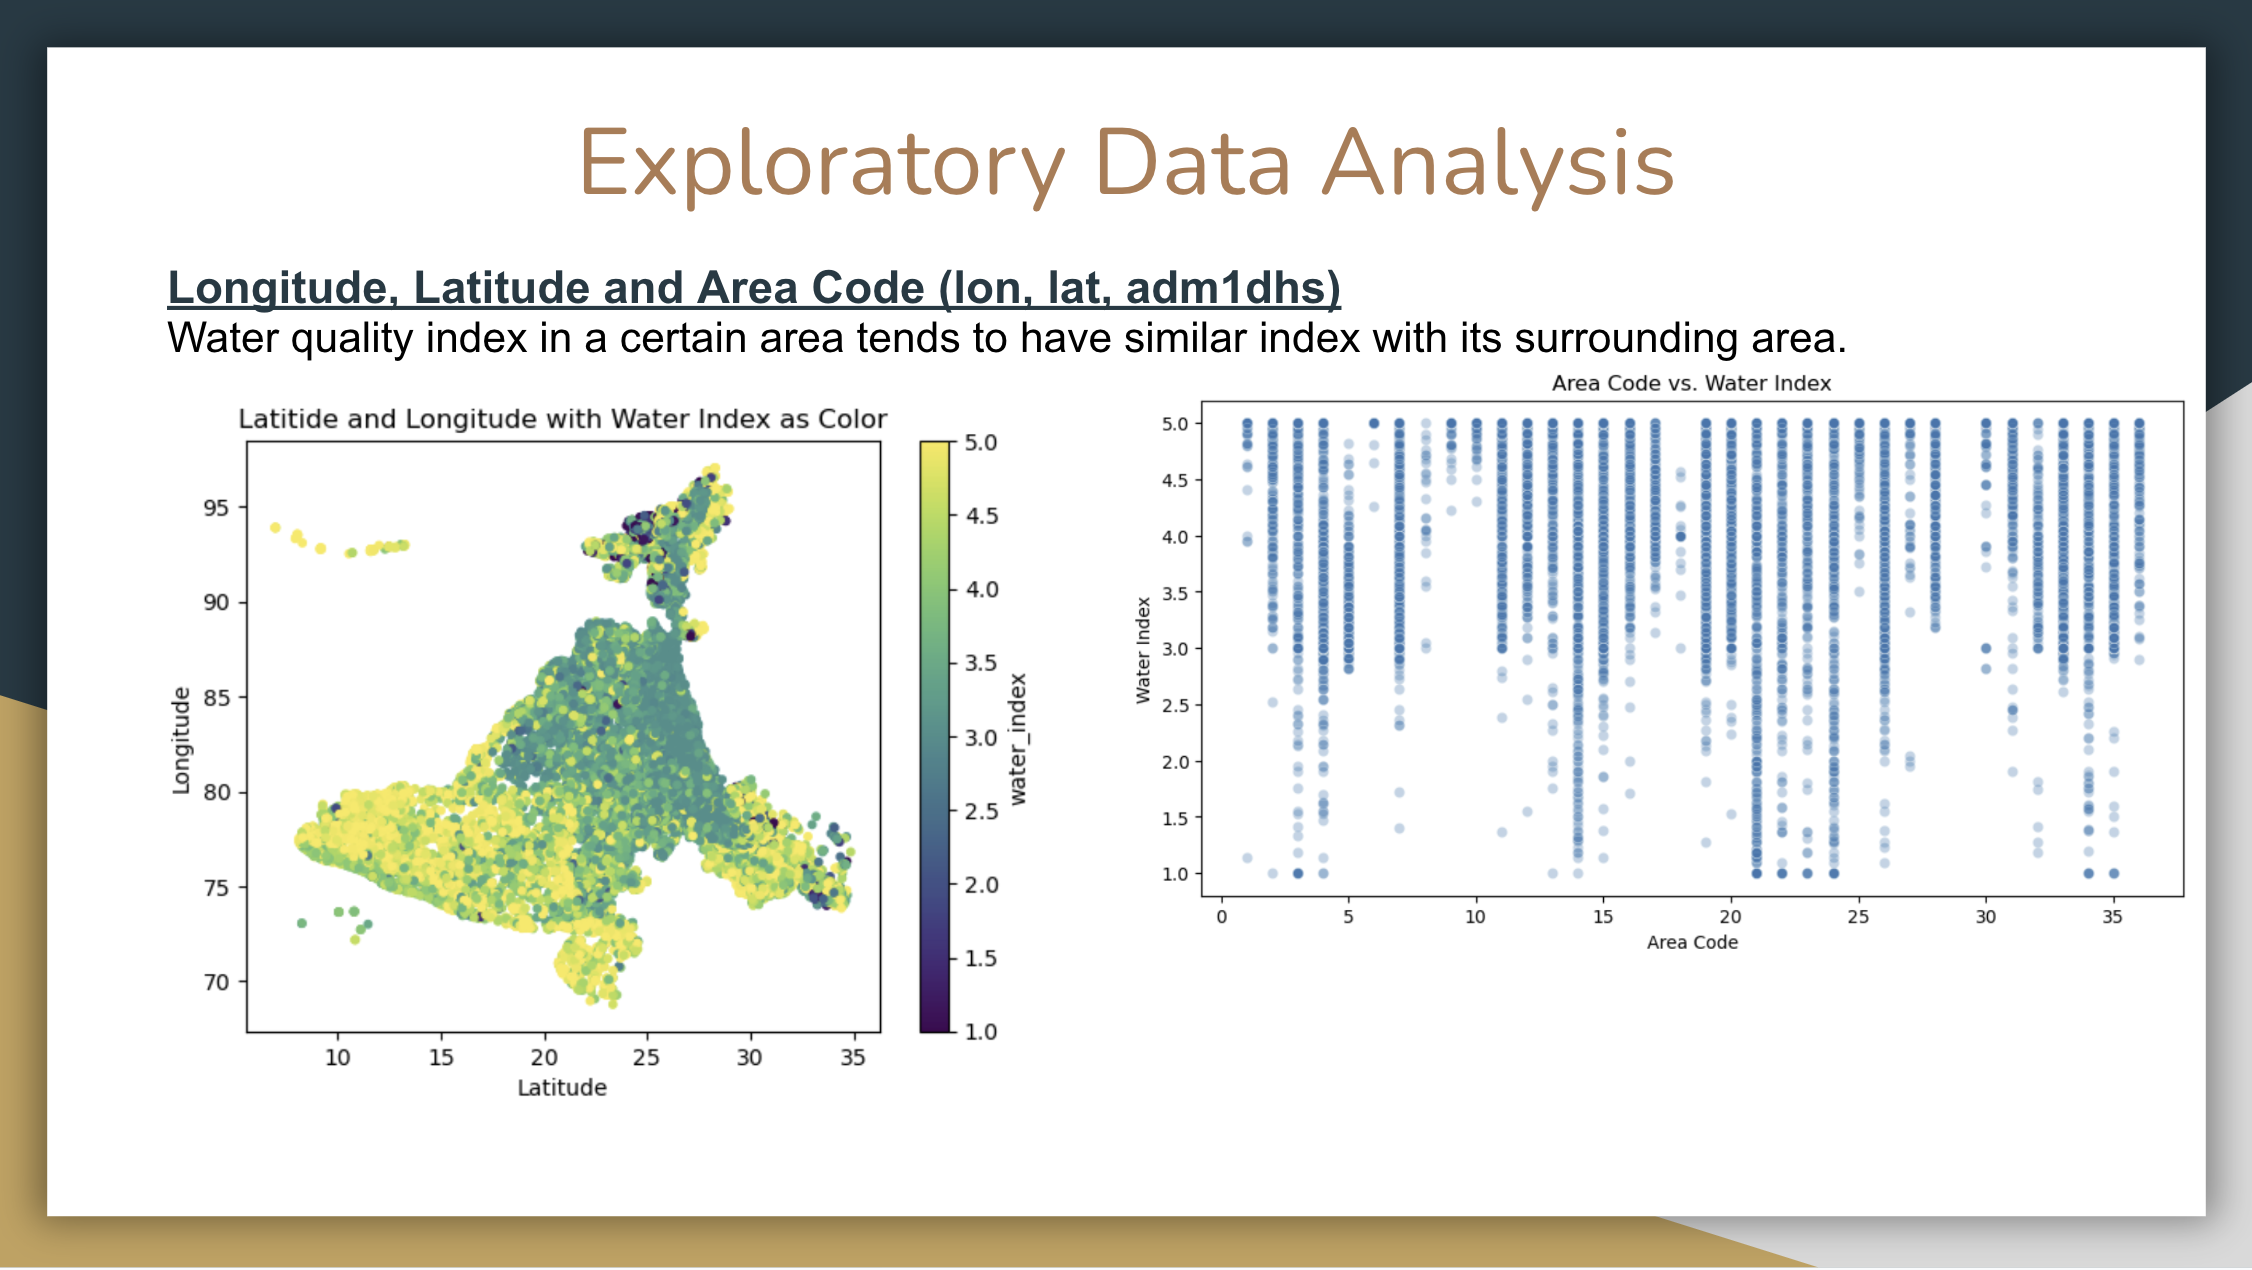 Exploratory Data Analysis
Longitude, Latitude and Area Code (lon, lat, adm1dhs)
Water quality index in a certain area tends to have similar index with its surrounding area.
Latitide and Longitude with Water Index as Color
Longitude
95
90
85
80
75
70
10 15 20 25 30 35
Latitude
5.0
4.5
4.0
3.5
3.0
2.5
2.0
1.5
1.0
water_index
Area Code vs. Water Index
Water Index
5.0
4.5
4.0
3.5
3.0
2.5
2.0
1.5
1.0
0 5 10 15 20 25 30 35
Area Code